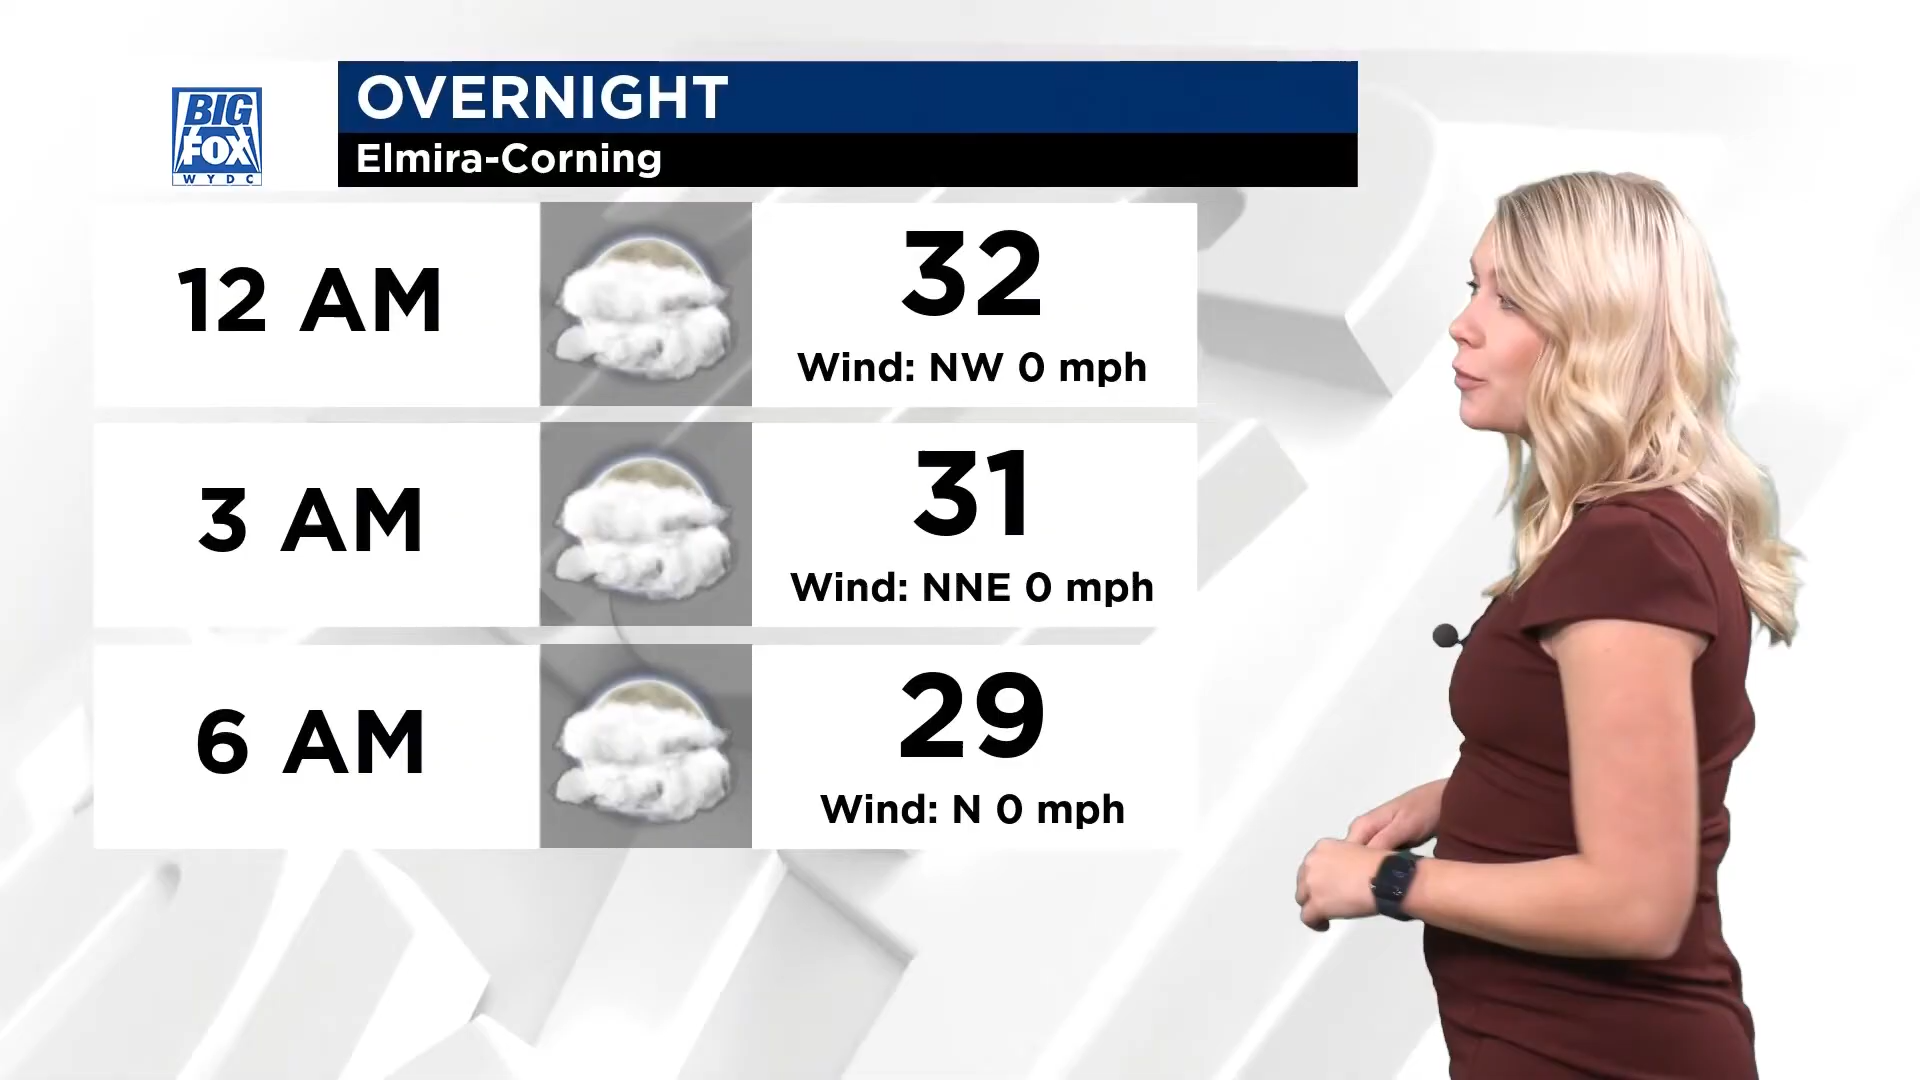 BIG
FOX
WYDC
OVERNIGHT
Elmira-Corning
12 AM
32
Wind: NW 0 mph
3 AM
31
Wind: NNE 0 mph
6 AM
29
Wind: N 0 mph